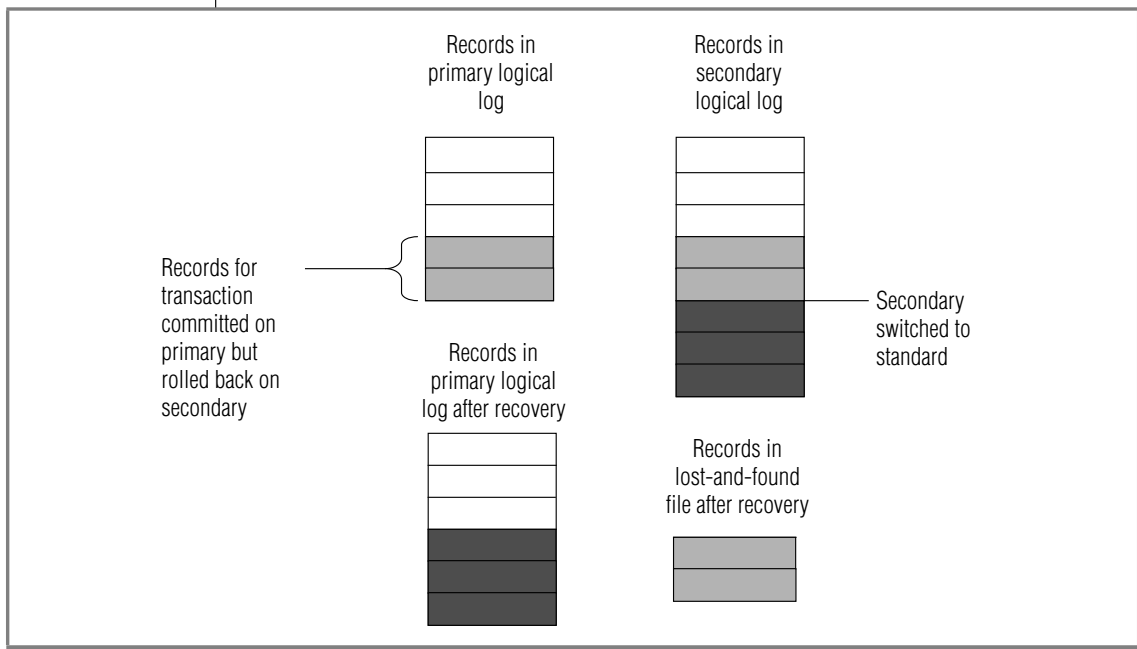 Records in
primary logical
log
Records in
secondary
logical log
Records for
transaction
committed on
primary but
rolled back on
secondary
Secondary
switched to
standard
Records in
primary logical
log after recovery
Records in
lost-and-found
file after recovery